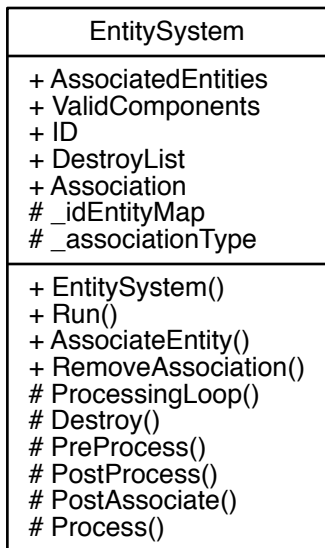 EntitySystem
+ AssociatedEntities
+ ValidComponents
+ ID
+ DestroyList
+ Association
# _idEntityMap
# _associationType
+ EntitySystem()
+ Run()
+ AssociateEntity()
+ RemoveAssociation()
# ProcessingLoop()
# Destroy()
# PreProcess()
# PostProcess()
# PostAssociate()
# Process()